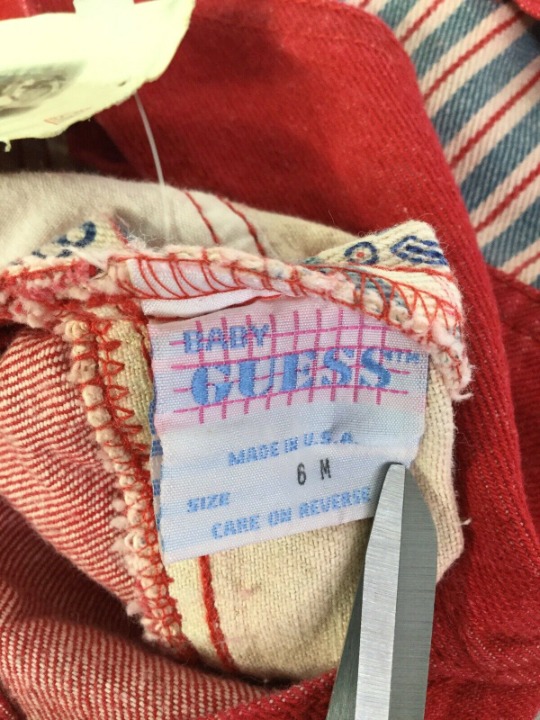 BABY
GUESS™
MADE IN U.S.A.
6 M
SIZE
CARE ON REVERSE